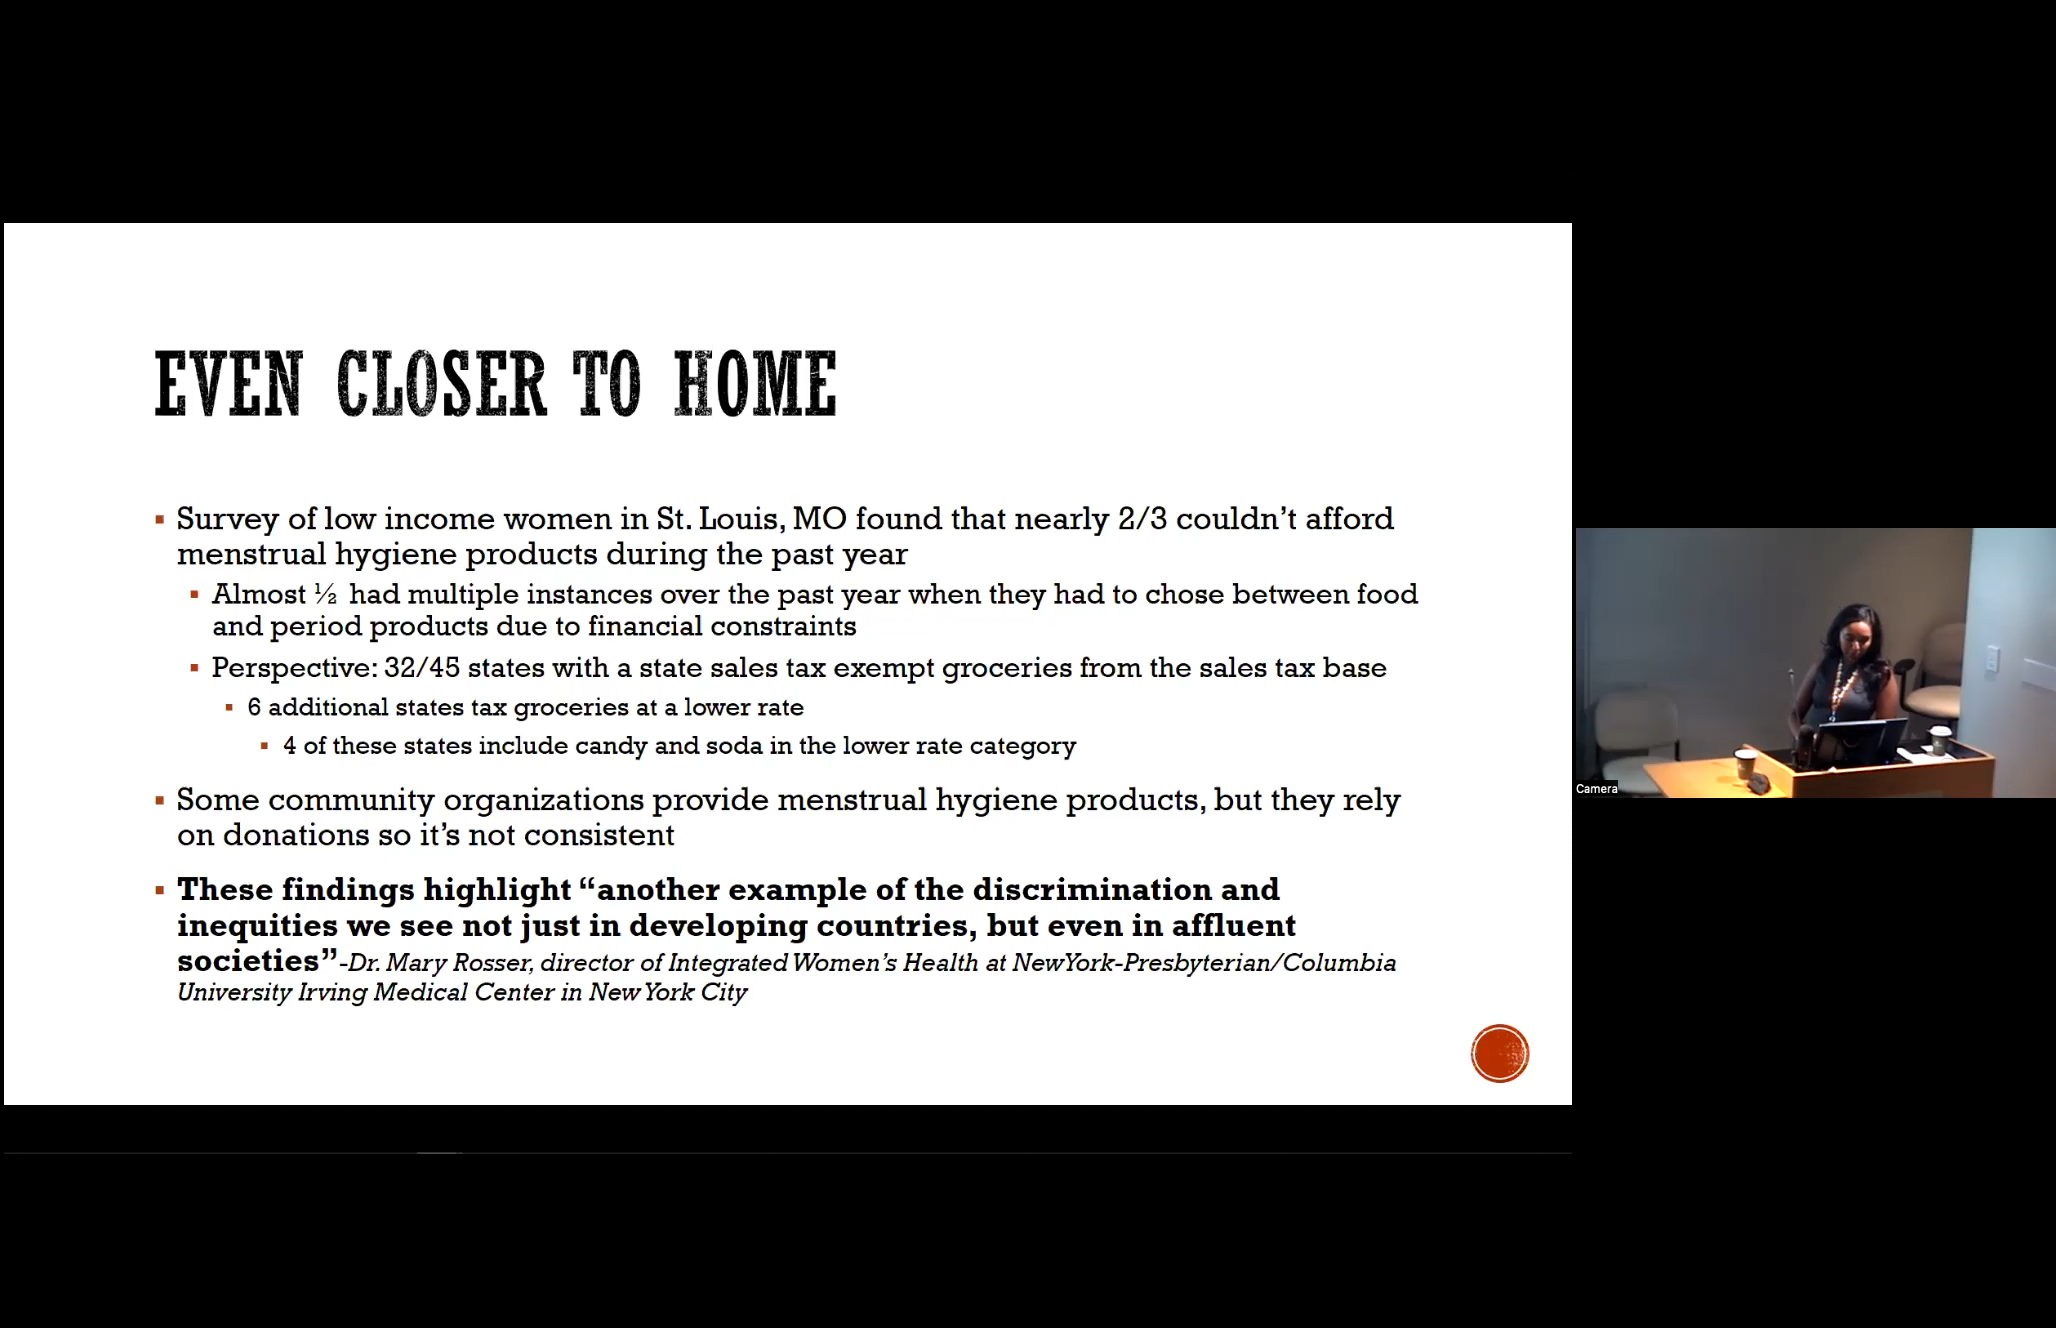 EVEN CLOSER TO HOME
Survey of low income women in St. Louis, MO found that nearly 2/3 couldn't afford
menstrual hygiene products during the past year
Almost ½ had multiple instances over the past year when they had to chose between food
and period products due to financial constraints
Perspective: 32/45 states with a state sales tax exempt groceries from the sales tax base
6 additional states tax groceries at a lower rate
4 of these states include candy and soda in the lower rate category
Some community organizations provide menstrual hygiene products, but they rely
on donations so it's not consistent
These findings highlight “another example of the discrimination and
inequities we see not just in developing countries, but even in affluent
societies”-Dr. Mary Rosser, director of Integrated Women's Health at NewYork-Presbyterian/Columbia
University Irving Medical Center in New York City
Camera